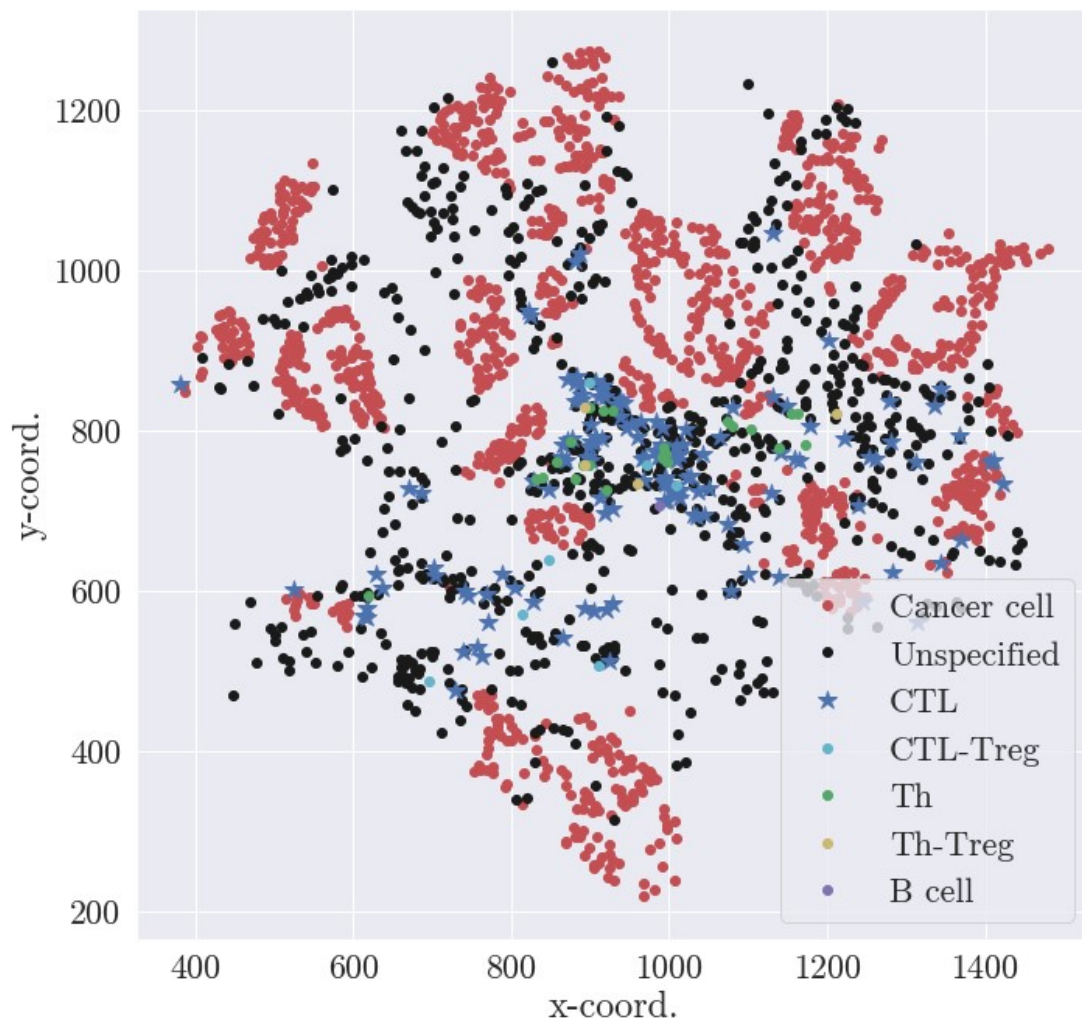 1200
1000
800
600
400
200
y-coord.
400 600 800 1000 1200 1400
x-coord.
Cancer cell
Unspecified
CTL
CTL-Treg
Th
Th-Treg
B cell